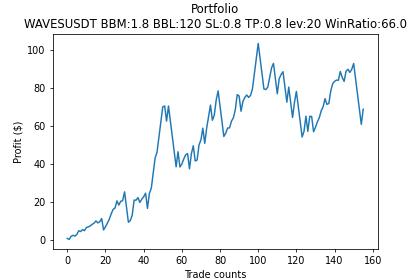 Portfolio
WAVESUSDT BBM:1.8 BBL:120 SL:0.8 TP:0.8 lev:20 WinRatio:66.0
Profit ($)
100
80
60
40
20
0
0 20 40 60 80 100 120 140 160
Trade counts